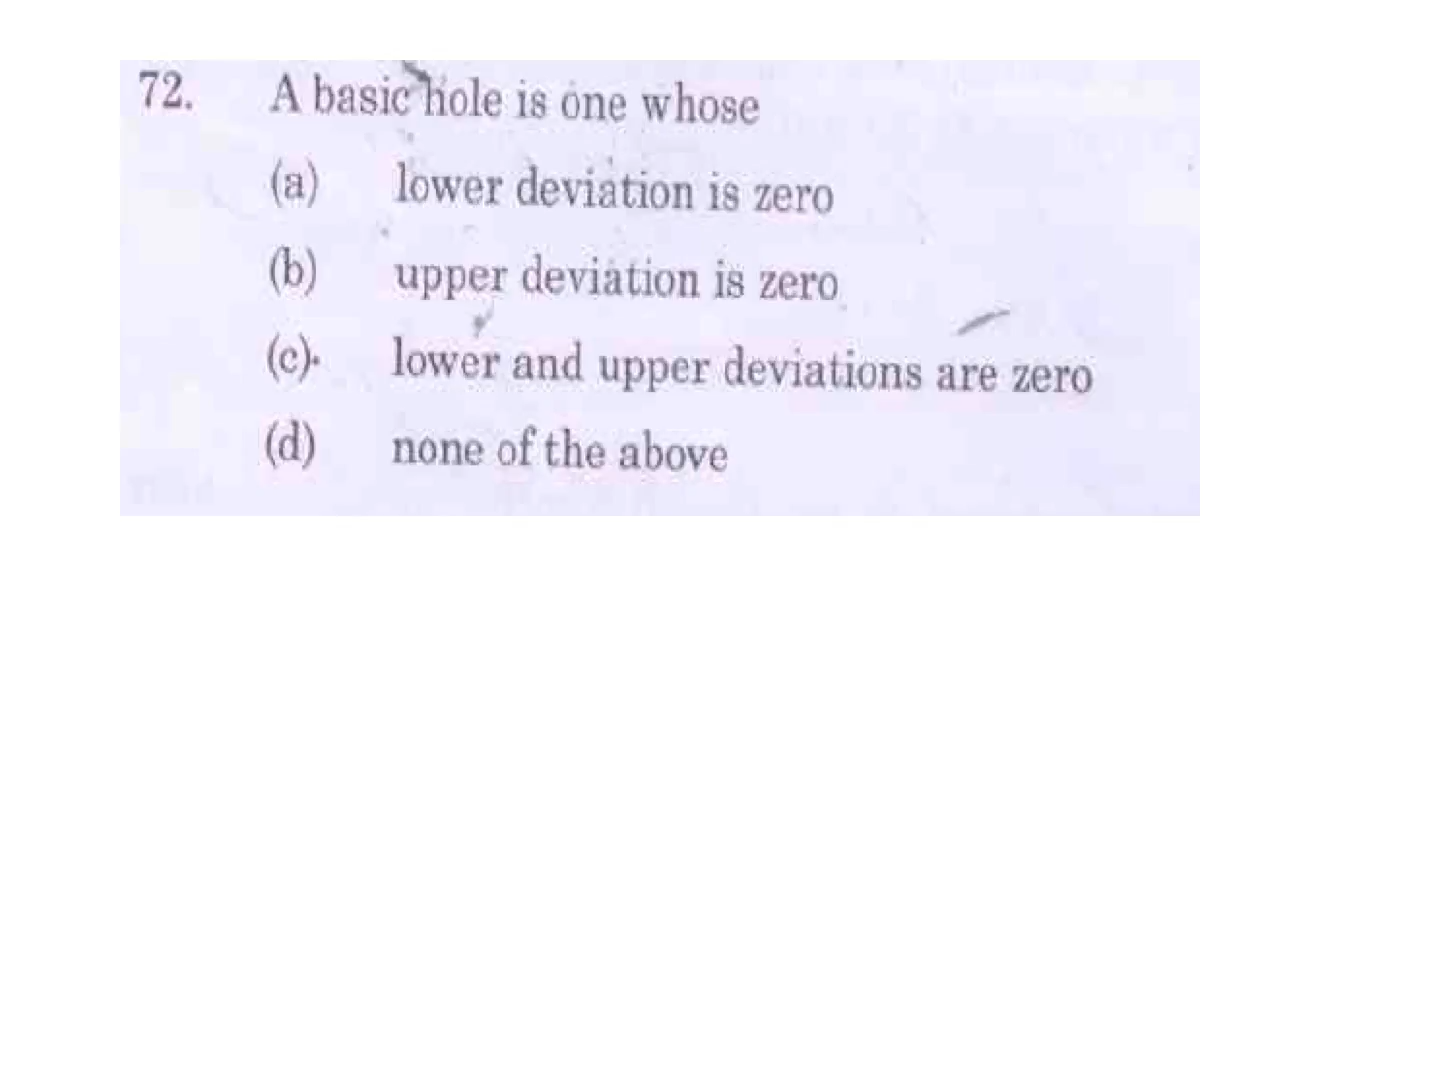 72. A basic hole is one whose
(a) lower deviation is zero
(b) upper deviation is zero
(c). lower and upper deviations are zero
(d) none of the above